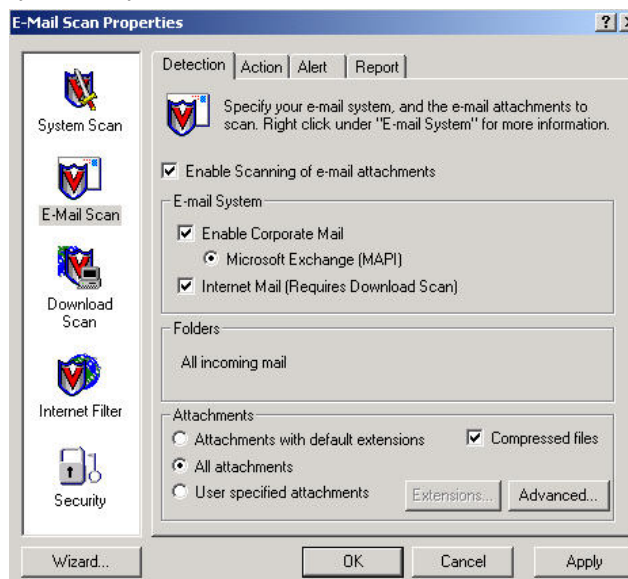 E-Mail Scan Properties
System Scan
E-Mail Scan
Download
Scan
Internet Filter
Security
Detection Action Alert Report
Specify your e-mail system, and the e-mail attachments to
scan. Right click under "E-mail System" for more information.
Enable Scanning of e-mail attachments
E-mail System
Enable Corporate Mail
Microsoft Exchange (MAPI)
Internet Mail (Requires Download Scan)
Folders
All incoming mail
Attachments
Attachments with default extensions Compressed files
All attachments
User specified attachments Extensions... Advanced...
Wizard... OK Cancel Apply